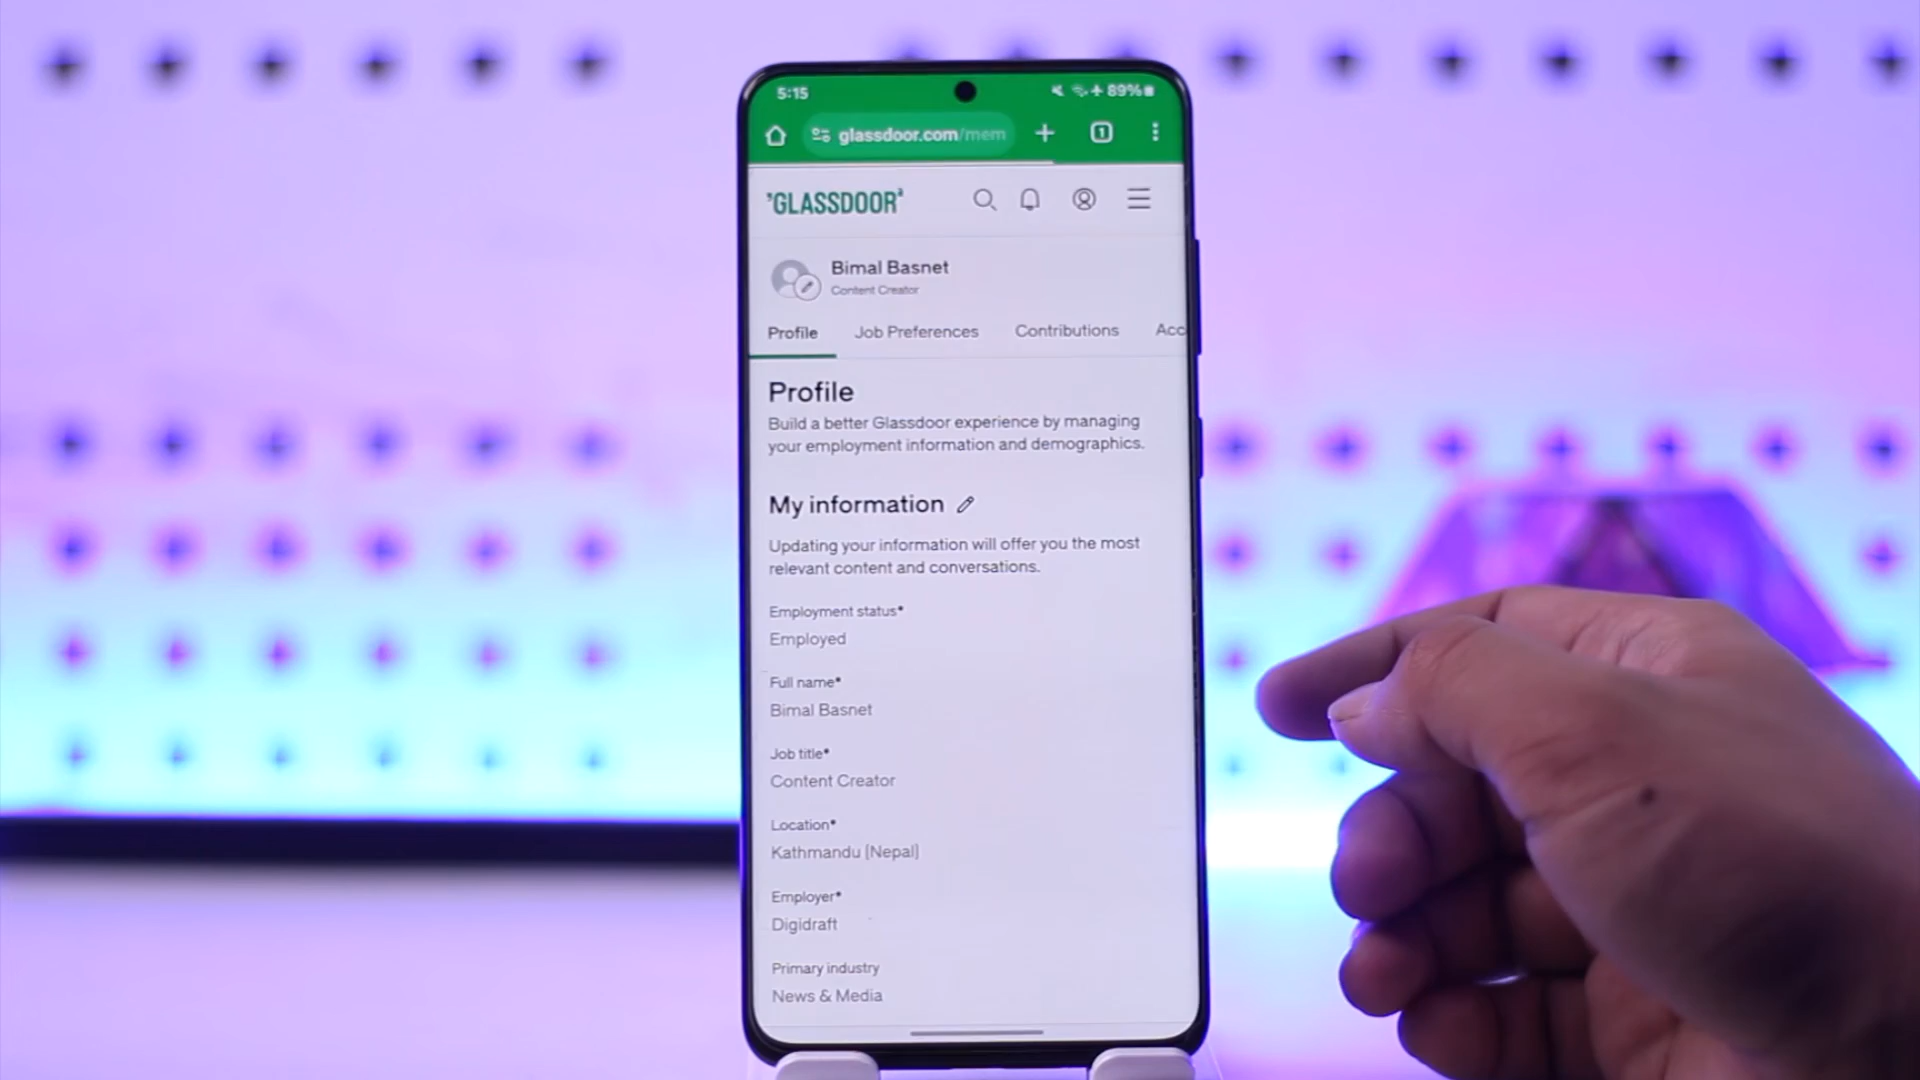 5:15
89%
glassdoor.com/mem
1
GLASSDOOR
Bimal Basnet
Content Creator
Profile
Job Preferences
Contributions
Acc
Profile
Build a better Glassdoor experience by managing
your employment information and demographics.
My information
Updating your information will offer you the most
relevant content and conversations.
Employment status*
Employed
Full name*
Bimal Basnet
Job title*
Content Creator
Location*
Kathmandu (Nepal)
Employer*
Digidraft
Primary industry
News & Media